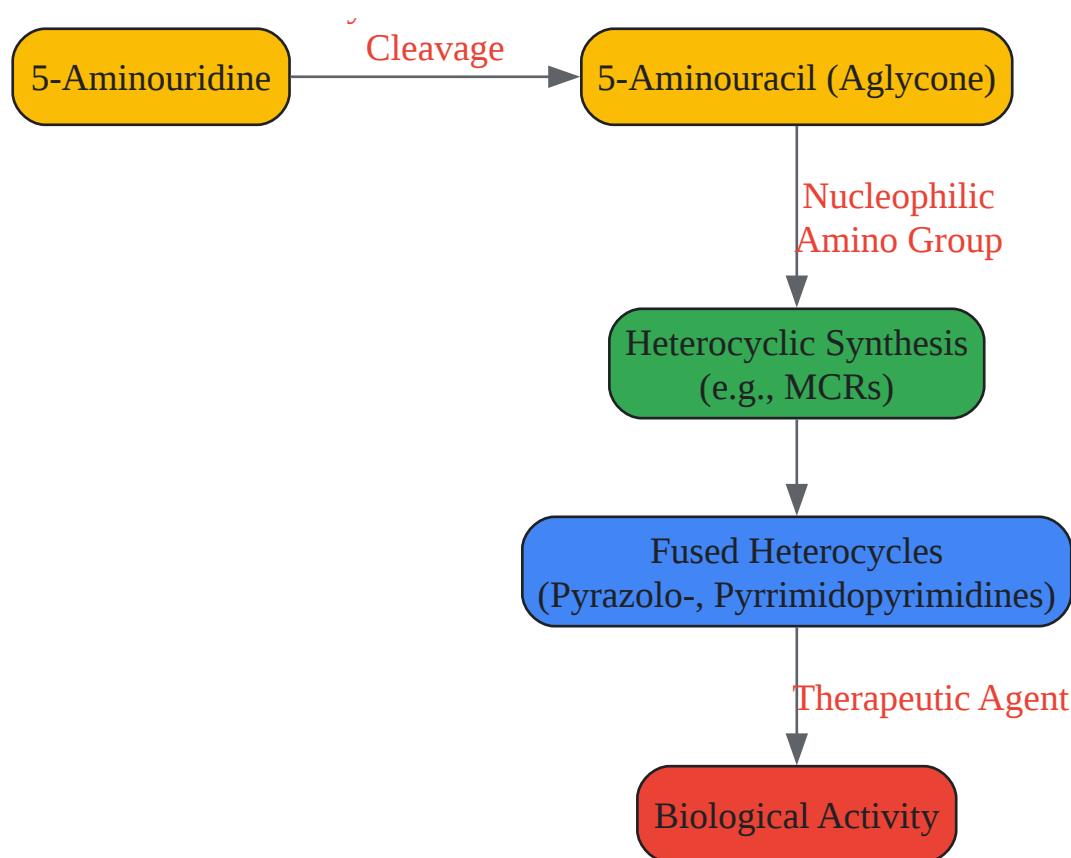 Cleavage
5-Aminouridine
5-Aminouracil (Aglycone)
Nucleophilic
Amino Group
Heterocyclic Synthesis
(e.g., MCRs)
Fused Heterocycles
(Pyrazolo-, Pyrrimidopyrimidines)
Therapeutic Agent
Biological Activity